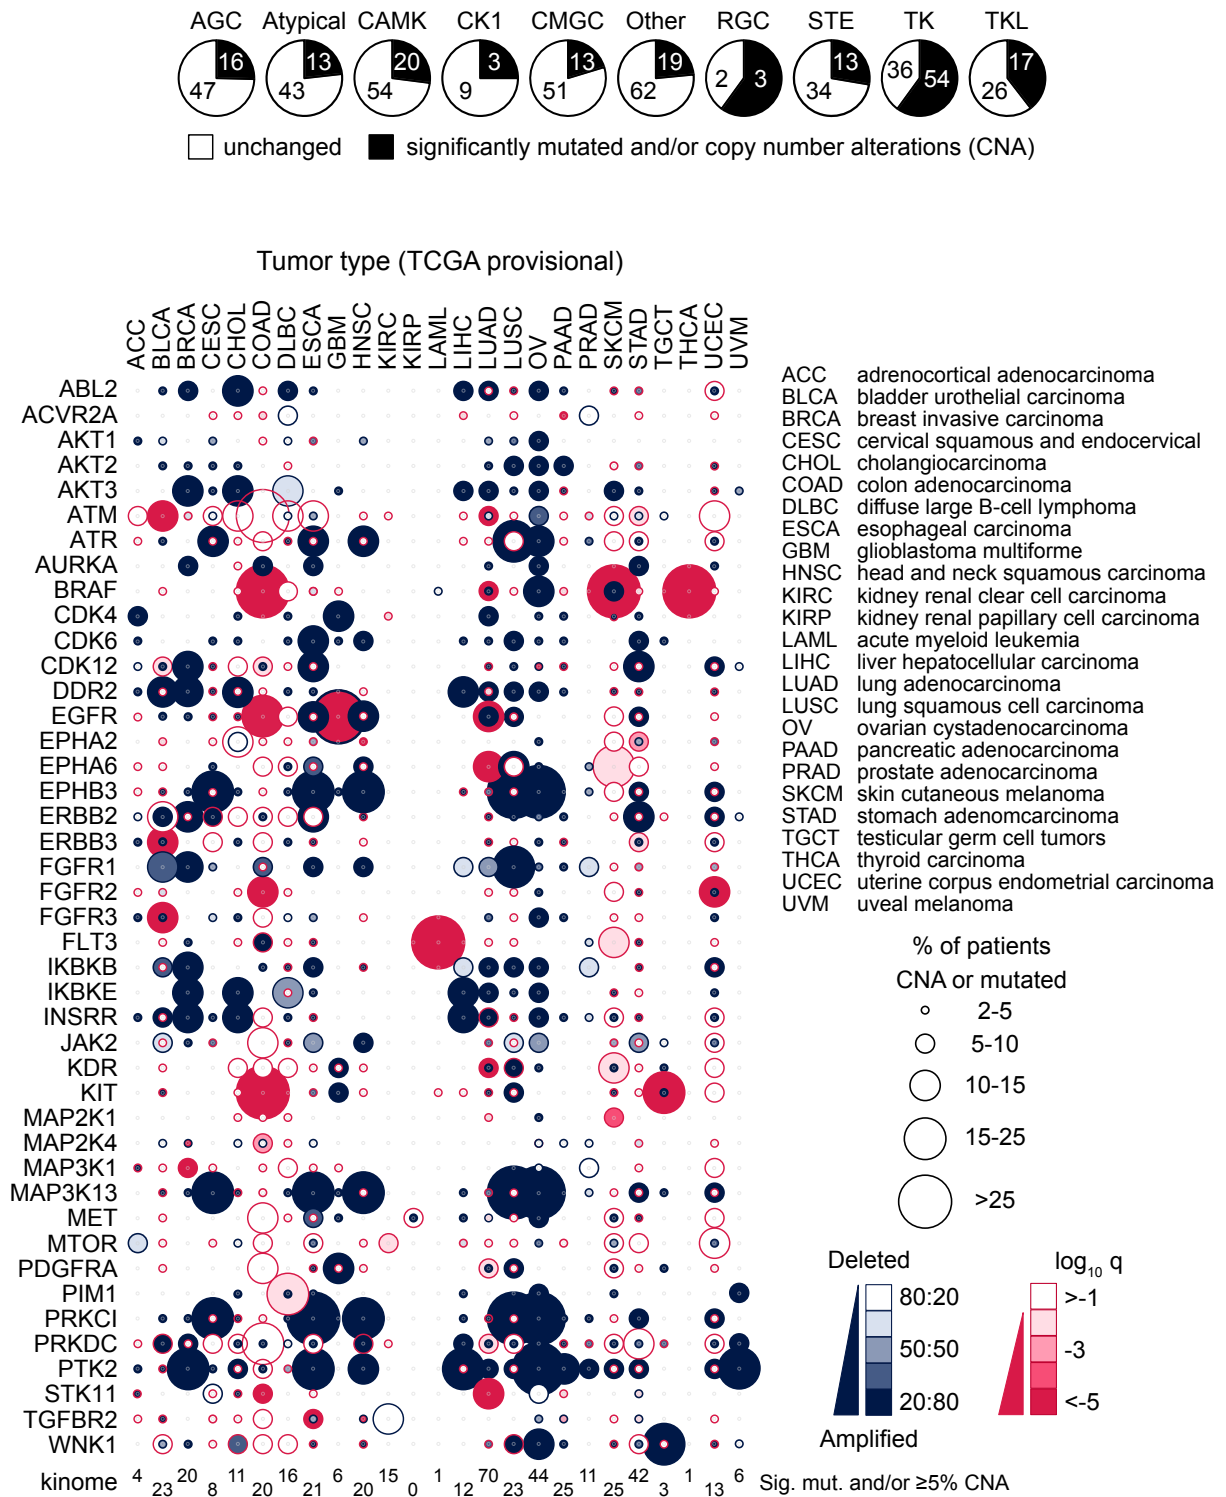 AGC Atypical CAMK CK1 CMGC Other RGC STE TK TKL
16 13 20 3 13 19 2 3 13 36 54 17
47 43 54 9 51 62 34 26
unchanged significantly mutated and/or copy number alterations (CNA)
Tumor type (TCGA provisional)
ACC BLCA BRCA CESC CHOL COAD DLBC ESCA GBM HNSC KIRC KIRP LAML LIHC LUAD LUSC OV PAAD PRAD SKCM STAD TGCT THCA UCEC UVM
ABL2
ACVR2A
AKT1
AKT2
AKT3
ATM
ATR
AURKA
BRAF
CDK4
CDK6
CDK12
DDR2
EGFR
EPHA2
EPHA6
EPHB3
ERBB2
ERBB3
FGFR1
FGFR2
FGFR3
FLT3
IKBKB
IKBKE
INSRR
JAK2
KDR
KIT
MAP2K1
MAP2K4
MAP3K1
MAP3K13
MET
MTOR
PDGFRA
PIM1
PRKCI
PRKDC
PTK2
STK11
TGFBR2
WNK1
kinome 4 23 20 8 11 20 16 21 6 20 15 0 1 12 70 23 44 25 11 25 42 3 1 13 6 Sig. mut. and/or ≥5% CNA
ACC adrenocortical adenocarcinoma
BLCA bladder urothelial carcinoma
BRCA breast invasive carcinoma
CESC cervical squamous and endocervical
CHOL cholangiocarcinoma
COAD colon adenocarcinoma
DLBC diffuse large B-cell lymphoma
ESCA esophageal carcinoma
GBM glioblastoma multiforme
HNSC head and neck squamous carcinoma
KIRC kidney renal clear cell carcinoma
KIRP kidney renal papillary cell carcinoma
LAML acute myeloid leukemia
LIHC liver hepatocellular carcinoma
LUAD lung adenocarcinoma
LUSC lung squamous cell carcinoma
OV ovarian cystadenocarcinoma
PAAD pancreatic adenocarcinoma
PRAD prostate adenocarcinoma
SKCM skin cutaneous melanoma
STAD stomach adenomcarcinoma
TGCT testicular germ cell tumors
THCA thyroid carcinoma
UCEC uterine corpus endometrial carcinoma
UVM uveal melanoma
% of patients
CNA or mutated
2-5
5-10
10-15
15-25
>25
Deleted log10 q
80:20 >-1
50:50 -3
20:80 <-5
Amplified